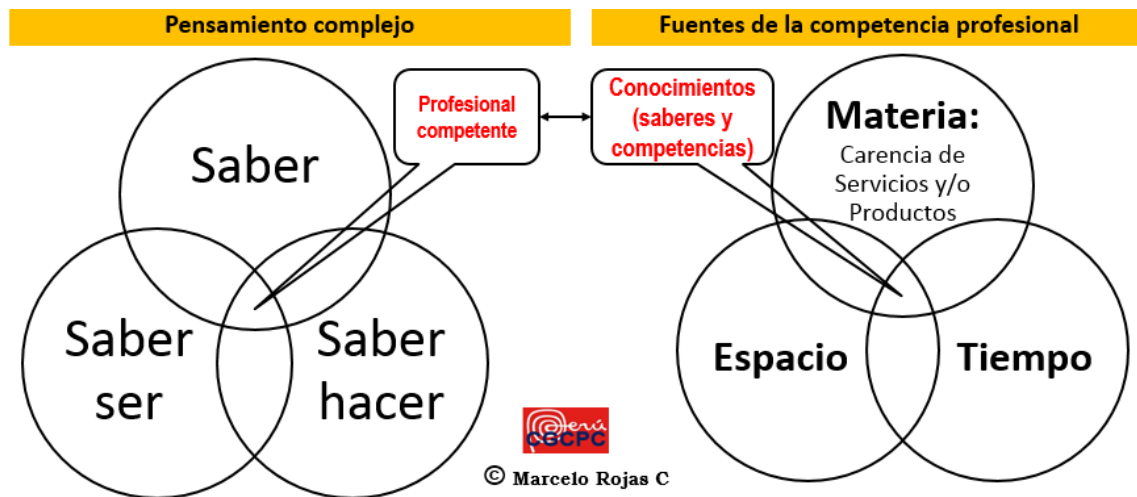 Pensamiento complejo
Fuentes de la competencia profesional
Saber
Profesional
competente
Conocimientos
(saberes y
competencias)
Materia:
Carencia de
Servicios y/o
Productos
Saber
ser
Saber
hacer
Espacio
Tiempo
Perú
CGCPC
© Marcelo Rojas C